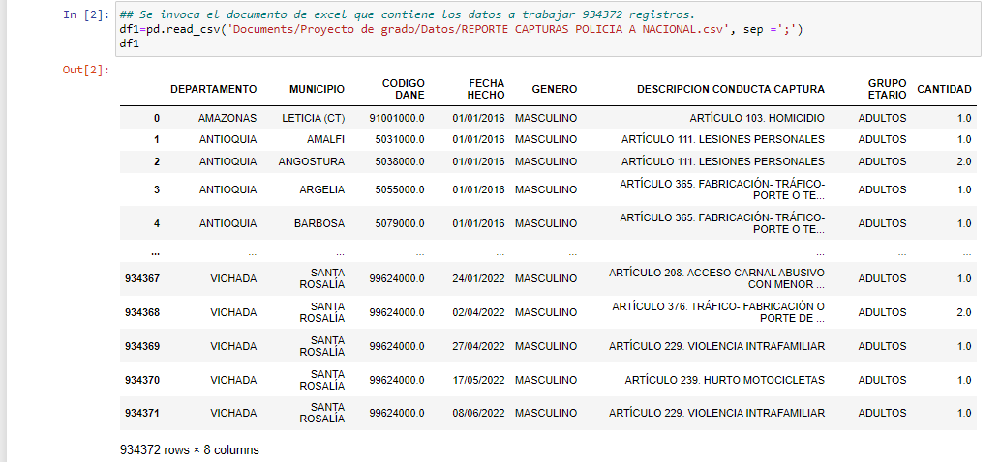 In [2]: ## Se invoca el documento de excel que contiene los datos a trabajar 934372 registros.
df1=pd.read_csv('Documents/Proyecto de grado/Datos/REPORTE CAPTURAS POLICIA A NACIONAL.csv', sep =';')
df1
Out[2]:
DEPARTAMENTO MUNICIPIO CODIGO DANE FECHA HECHO GENERO DESCRIPCION CONDUCTA CAPTURA GRUPO ETARIO CANTIDAD
0 AMAZONAS LETICIA (CT) 91001000.0 01/01/2016 MASCULINO ARTÍCULO 103. HOMICIDIO ADULTOS 1.0
1 ANTIOQUIA AMALFI 5031000.0 01/01/2016 MASCULINO ARTÍCULO 111. LESIONES PERSONALES ADULTOS 1.0
2 ANTIOQUIA ANGOSTURA 5038000.0 01/01/2016 MASCULINO ARTÍCULO 111. LESIONES PERSONALES ADULTOS 2.0
3 ANTIOQUIA ARGELIA 5055000.0 01/01/2016 MASCULINO ARTÍCULO 365. FABRICACIÓN- TRÁFICO- PORTE O TE... ADULTOS 1.0
4 ANTIOQUIA BARBOSA 5079000.0 01/01/2016 MASCULINO ARTÍCULO 365. FABRICACIÓN- TRÁFICO- PORTE O TE... ADULTOS 1.0
... ... ... ... ... ... ... ... ...
934367 VICHADA SANTA ROSALÍA 99624000.0 24/01/2022 MASCULINO ARTÍCULO 208. ACCESO CARNAL ABUSIVO CON MENOR ... ADULTOS 1.0
934368 VICHADA SANTA ROSALÍA 99624000.0 02/04/2022 MASCULINO ARTÍCULO 376. TRÁFICO- FABRICACIÓN O PORTE DE ... ADULTOS 2.0
934369 VICHADA SANTA ROSALÍA 99624000.0 27/04/2022 MASCULINO ARTÍCULO 229. VIOLENCIA INTRAFAMILIAR ADULTOS 1.0
934370 VICHADA SANTA ROSALÍA 99624000.0 17/05/2022 MASCULINO ARTÍCULO 239. HURTO MOTOCICLETAS ADULTOS 1.0
934371 VICHADA SANTA ROSALÍA 99624000.0 08/06/2022 MASCULINO ARTÍCULO 229. VIOLENCIA INTRAFAMILIAR ADULTOS 1.0
934372 rows × 8 columns